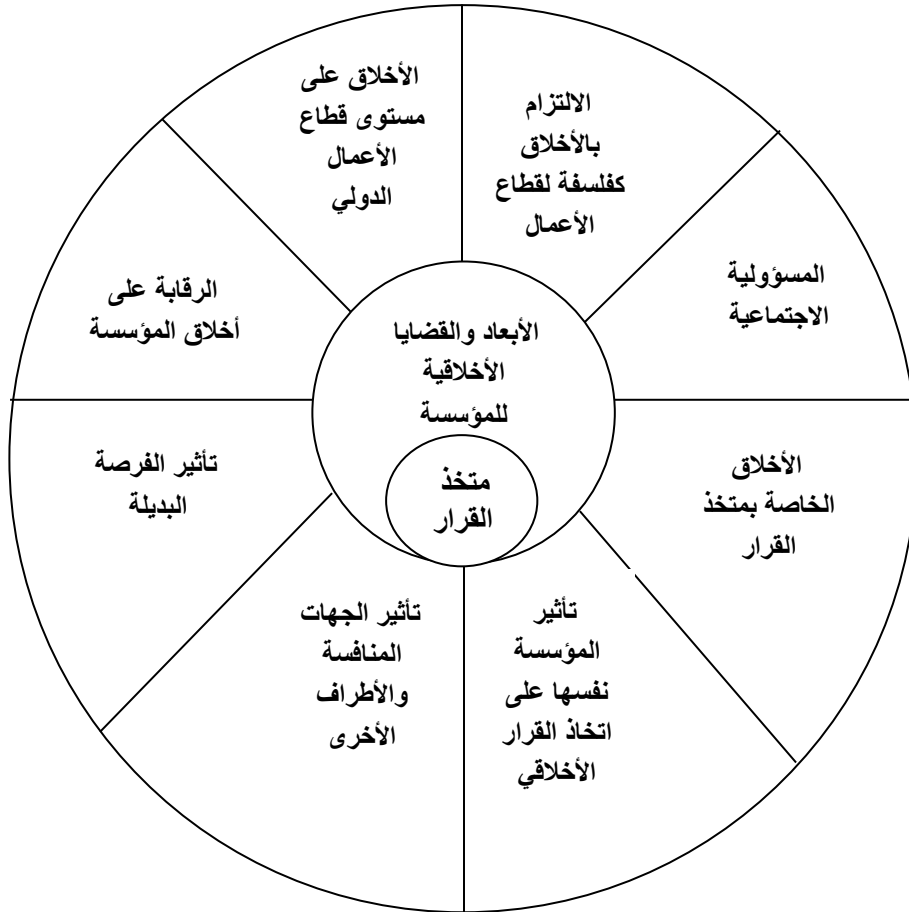 الأخلاق على
مستوى قطاع
الأعمال
الدولي
الالتزام
بالأخلاق
كفلسفة لقطاع
الأعمال
المسؤولية
الاجتماعية
الأخلاق
الخاصة بمتخذ
القرار
تأثير
المؤسسة
نفسها على
اتخاذ القرار
الأخلاقي
تأثير الجهات
المنافسة
والأطراف
الأخرى
تأثير الفرصة
البديلة
الرقابة على
أخلاق المؤسسة
الأبعاد والقضايا
الأخلاقية
للمؤسسة
متخذ
القرار